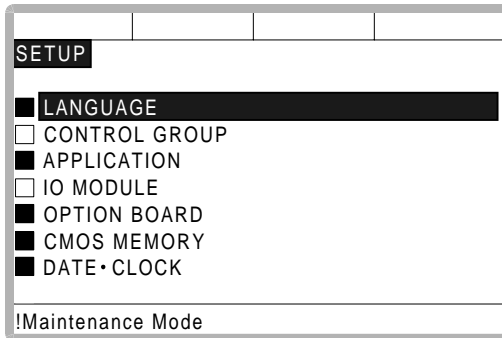 SETUP
LANGUAGE
CONTROL GROUP
APPLICATION
IO MODULE
OPTION BOARD
CMOS MEMORY
DATE・CLOCK
!Maintenance Mode